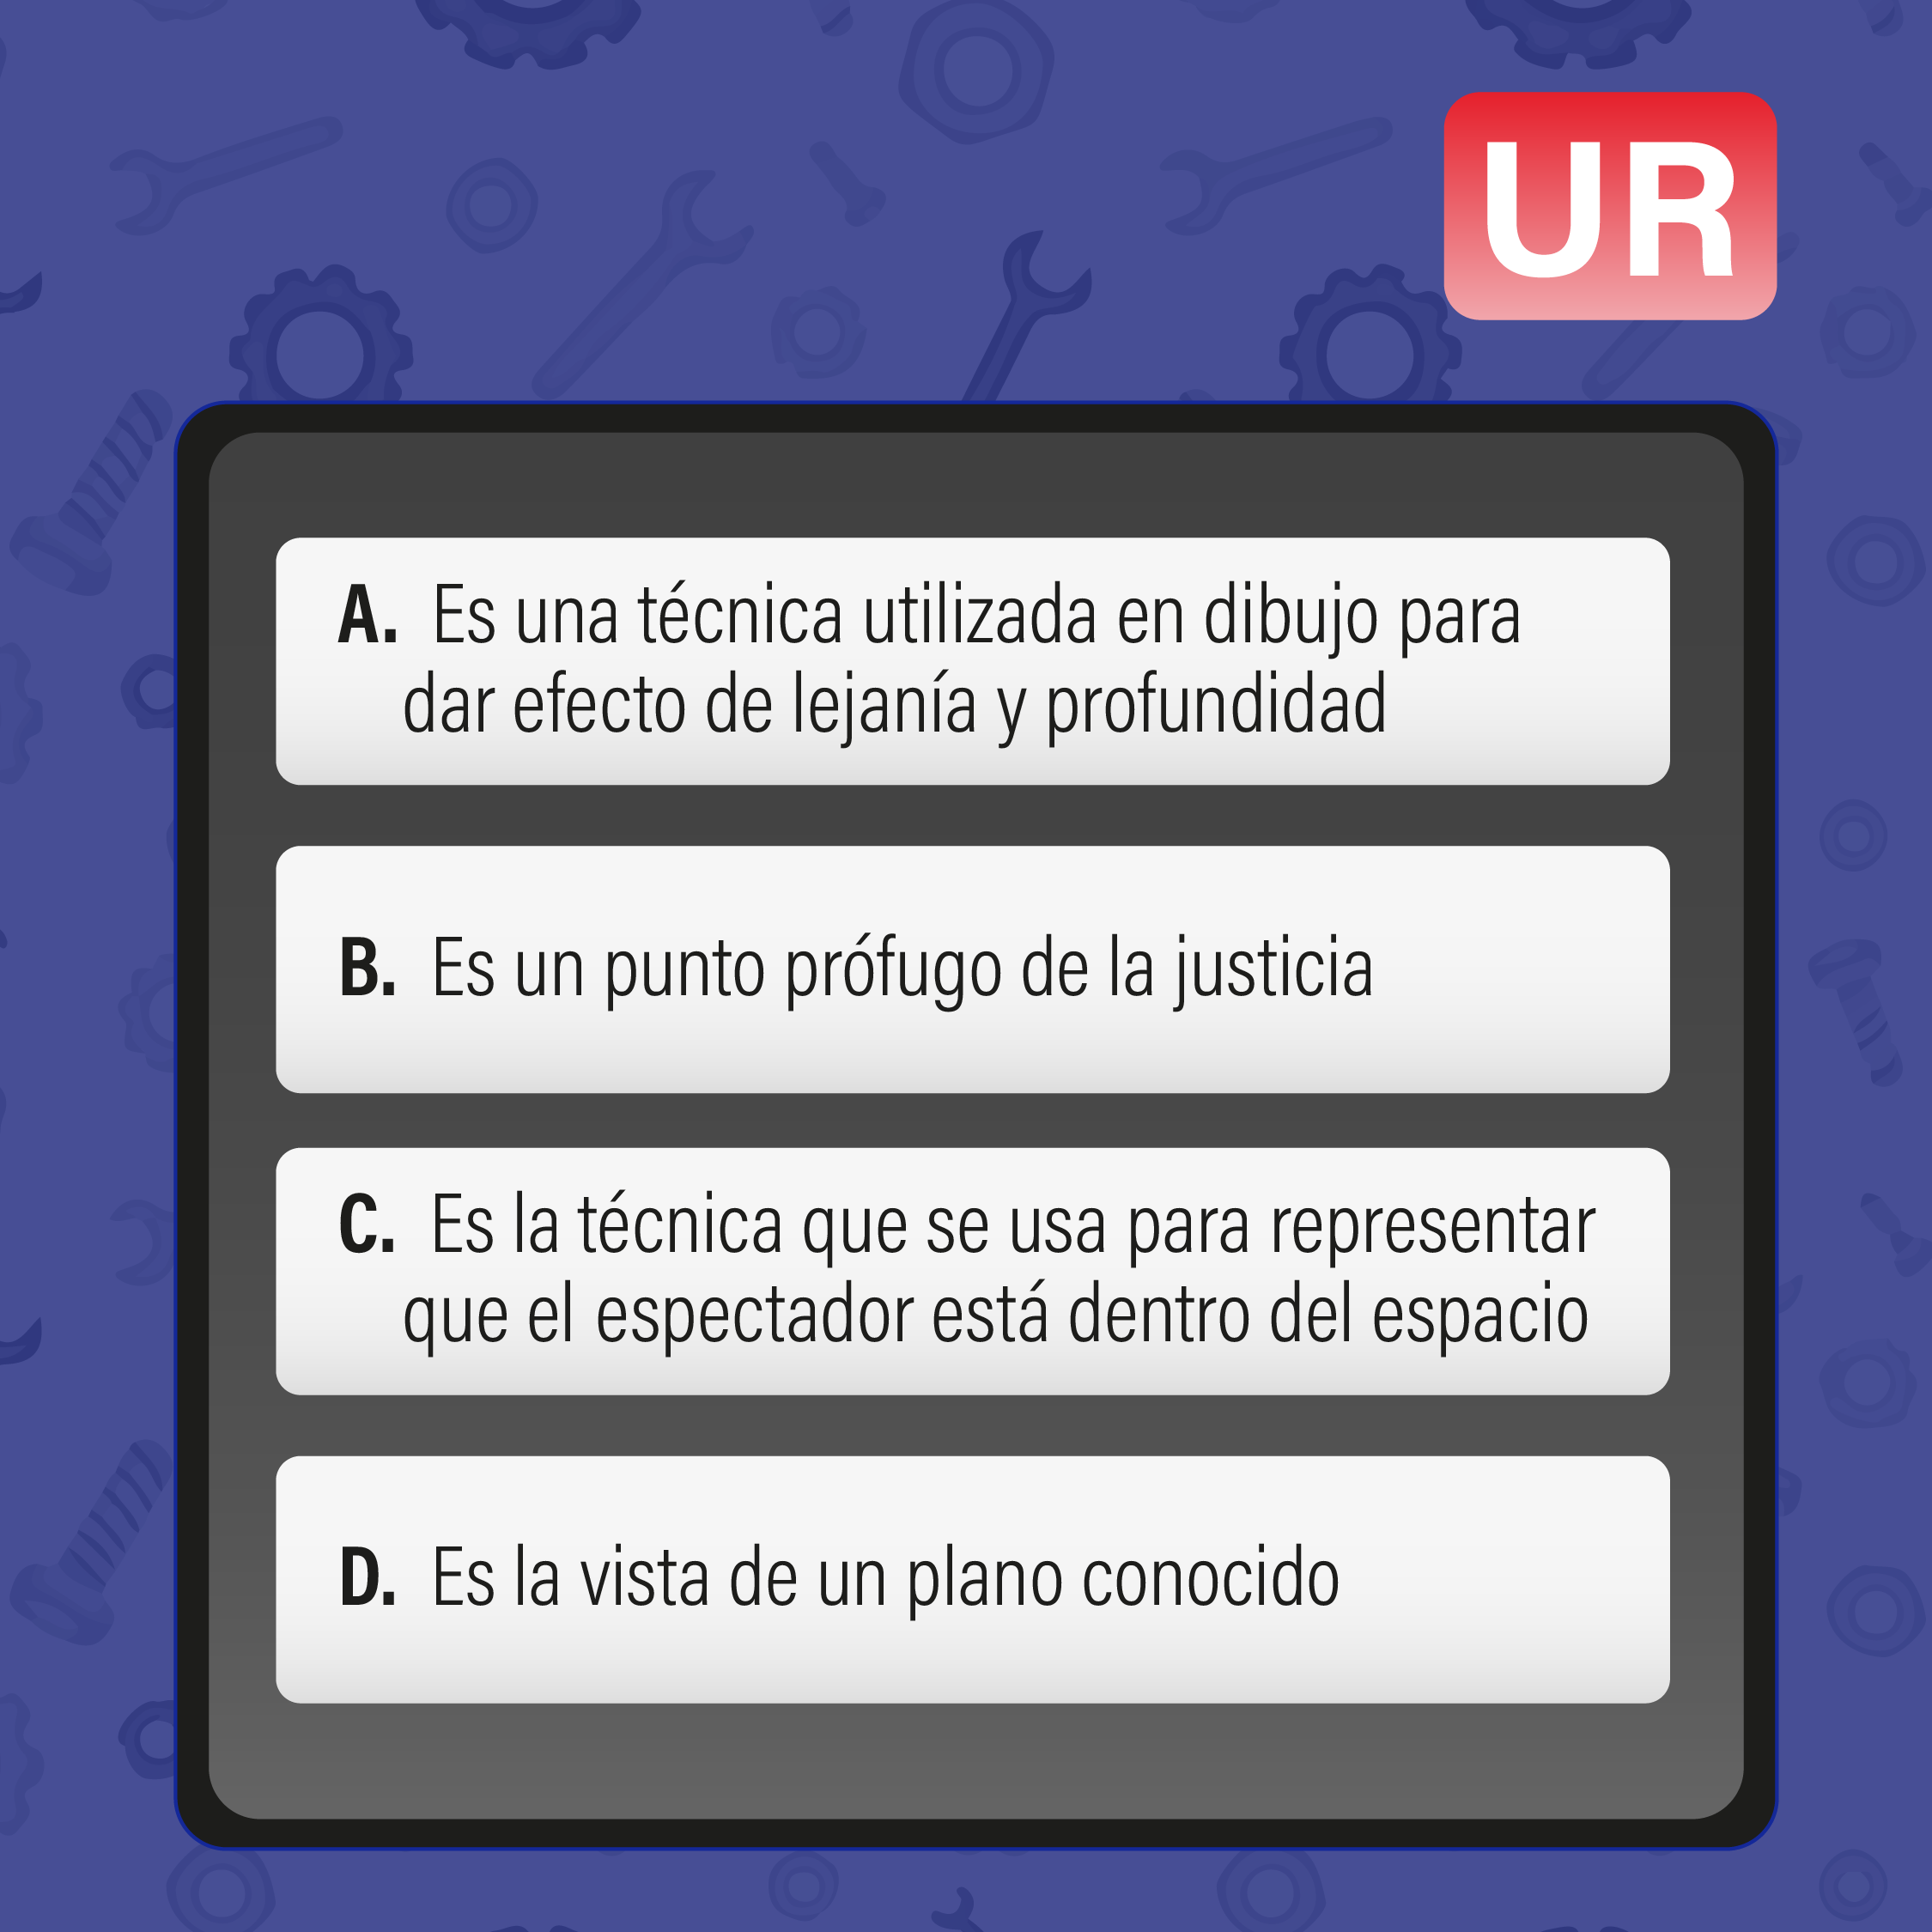 UR
A. Es una técnica utilizada en dibujo para
dar efecto de lejanía y profundidad
B. Es un punto prófugo de la justicia
C. Es la técnica que se usa para representar
que el espectador está dentro del espacio
D. Es la vista de un plano conocido